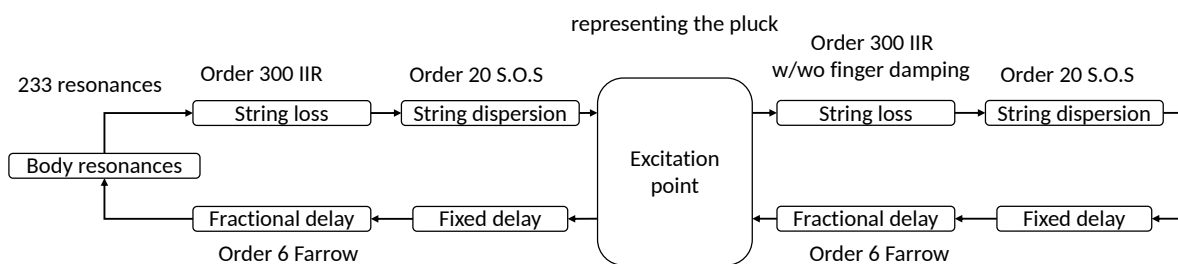 representing the pluck
Order 300 IIR
w/wo finger damping
233 resonances
Order 300 IIR
Order 20 S.O.S
Order 20 S.O.S
String loss
String dispersion
String loss
String dispersion
Body resonances
Excitation
point
Fractional delay
Fixed delay
Fractional delay
Fixed delay
Order 6 Farrow
Order 6 Farrow